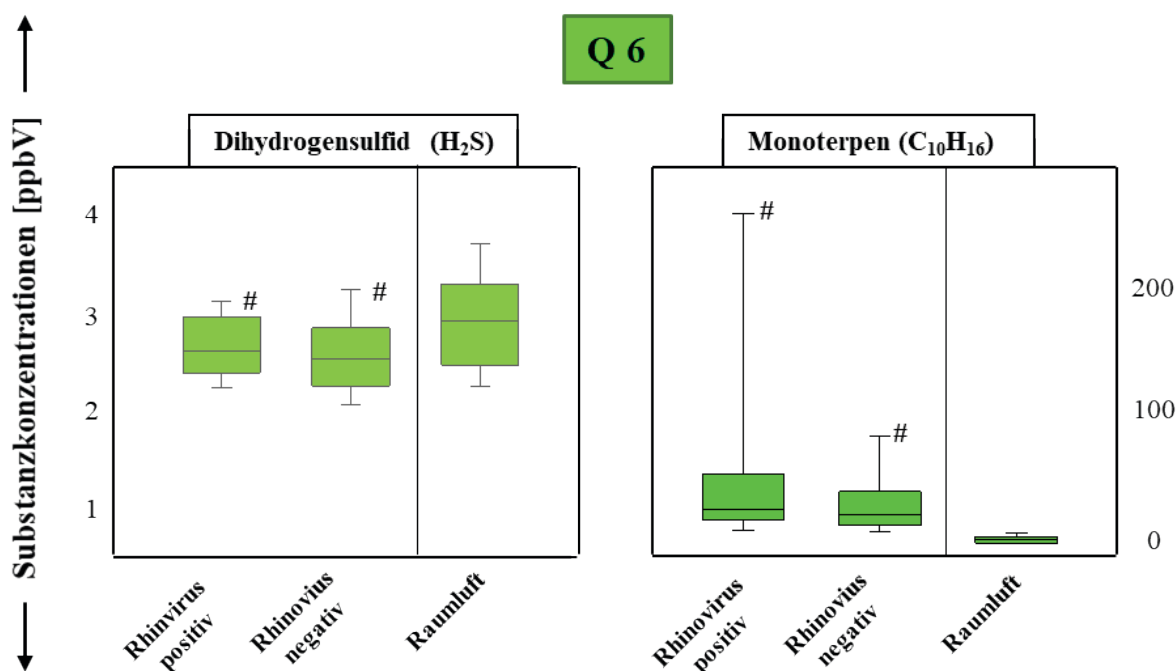 Q 6
Substanzkonzentrationen [ppbV]
Dihydrogensulfid (H₂S)
4
3
2
1
#
#
Rhinvirus
positiv
Rhinovius
negativ
Raumluft
Monoterpen (C₁₀H₁₆)
#
#
200
100
0
Rhinovirus
positiv
Rhinovius
negativ
Raumluft